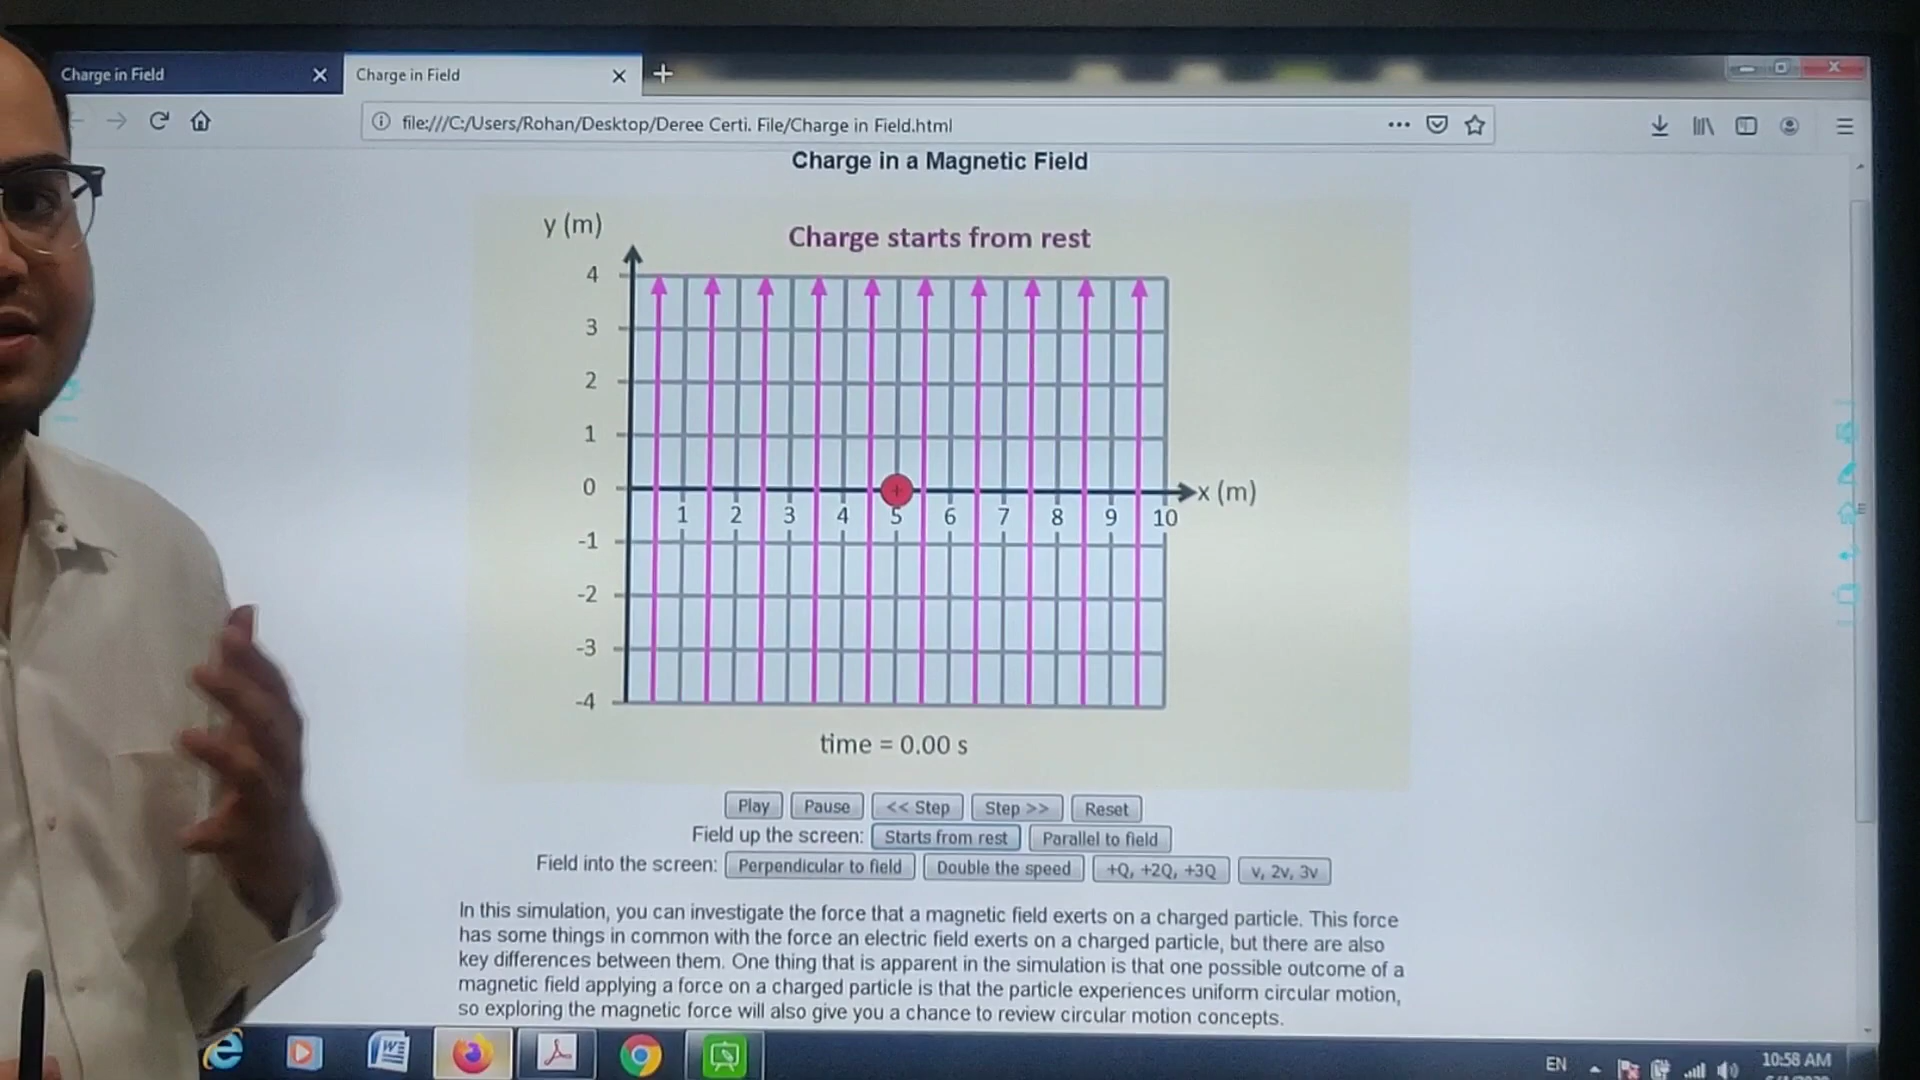 Charge in Field
Charge in Field
file:///C:/Users/Rohan/Desktop/Deree Certi. File/Charge in Field.html
Charge in a Magnetic Field
y (m)
Charge starts from rest
4
3
2
1
0
x (m)
1 2 3 4 5 6 7 8 9 10
-1
-2
-3
-4
time = 0.00 s
Play Pause << Step Step >> Reset
Field up the screen: Starts from rest Parallel to field
Field into the screen: Perpendicular to field Double the speed +Q, +2Q, +3Q v, 2v, 3v
In this simulation, you can investigate the force that a magnetic field exerts on a charged particle. This force
has some things in common with the force an electric field exerts on a charged particle, but there are also
key differences between them. One thing that is apparent in the simulation is that one possible outcome of a
magnetic field applying a force on a charged particle is that the particle experiences uniform circular motion,
so exploring the magnetic force will also give you a chance to review circular motion concepts.
EN
10:58 AM